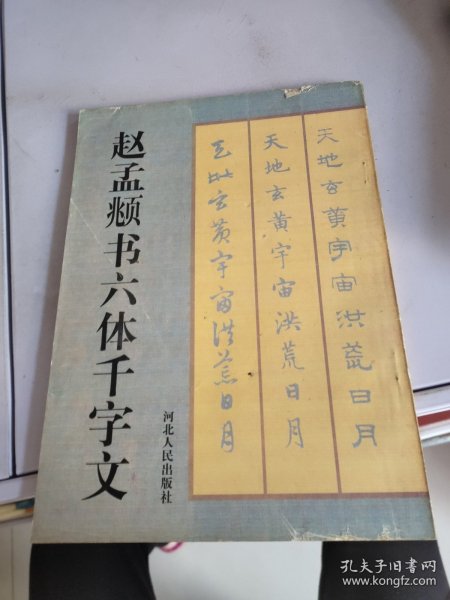 赵孟頫书六体千字文
河北人民出版社
天地玄黄宇宙洪荒日月
天地玄黄宇宙洪荒日月
天地玄黄宇宙洪荒日月
孔夫子旧书网
www.kongfz.com